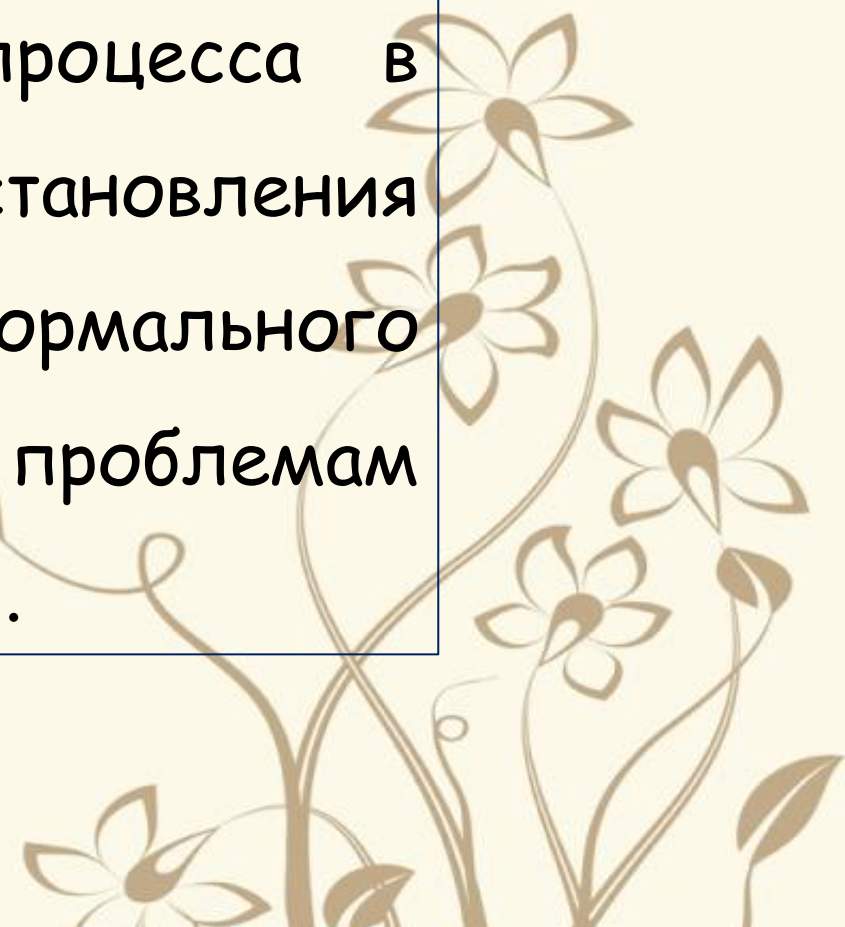 процесса в
становления
ормального
проблемам
.